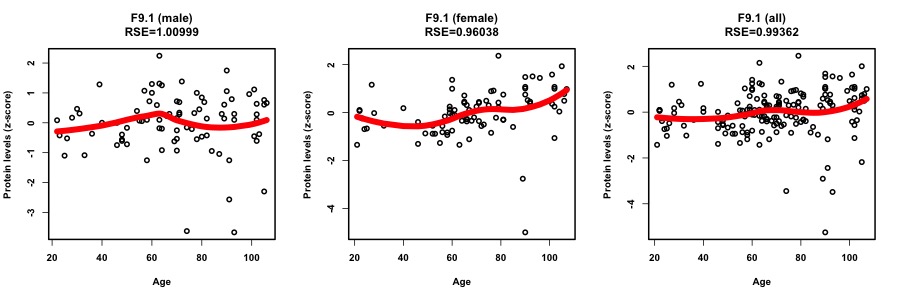 F9.1 (male)
RSE=1.00999
Protein levels (z-score)
2
1
0
-1
-2
-3
20 40 60 80 100
Age
F9.1 (female)
RSE=0.96038
Protein levels (z-score)
2
0
-2
-4
20 40 60 80 100
Age
F9.1 (all)
RSE=0.99362
Protein levels (z-score)
2
0
-2
-4
20 40 60 80 100
Age